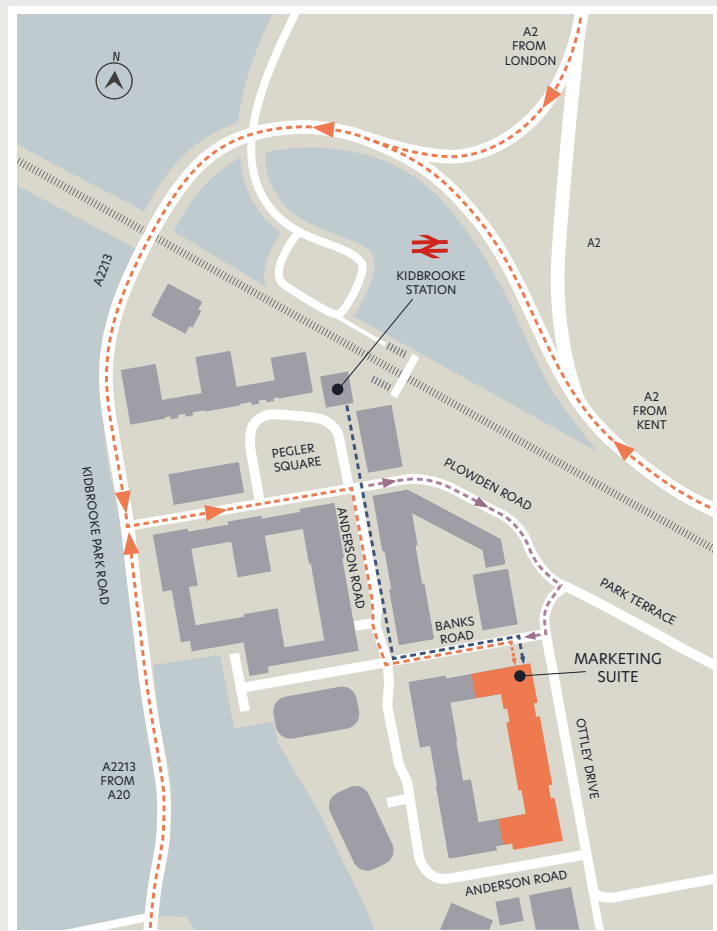 A2
FROM
LONDON
N
A2
A2213
KIDBROOKE
STATION
A2
FROM
KENT
PEGLER
SQUARE
PLOWDEN ROAD
KIDBROOKE PARK ROAD
ANDERSON ROAD
PARK TERRACE
BANKS
ROAD
MARKETING
SUITE
OTTLEY DRIVE
A2213
FROM
A20
ANDERSON ROAD